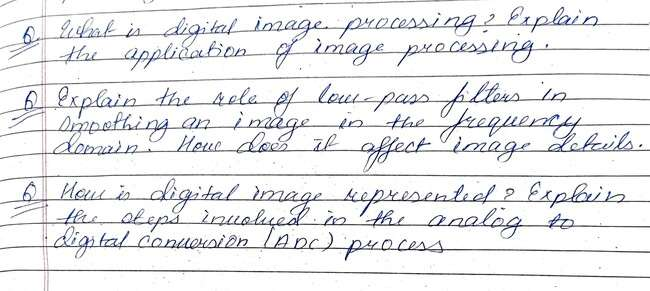 Q. What is digital image processing? Explain
the application of image processing.
Q Explain the role of low-pass filters in
smoothing an image in the frequency
domain. How does it affect image details.
Q How is digital image represented? Explain
the steps involved in the analog to
digital conversion (ADC) process